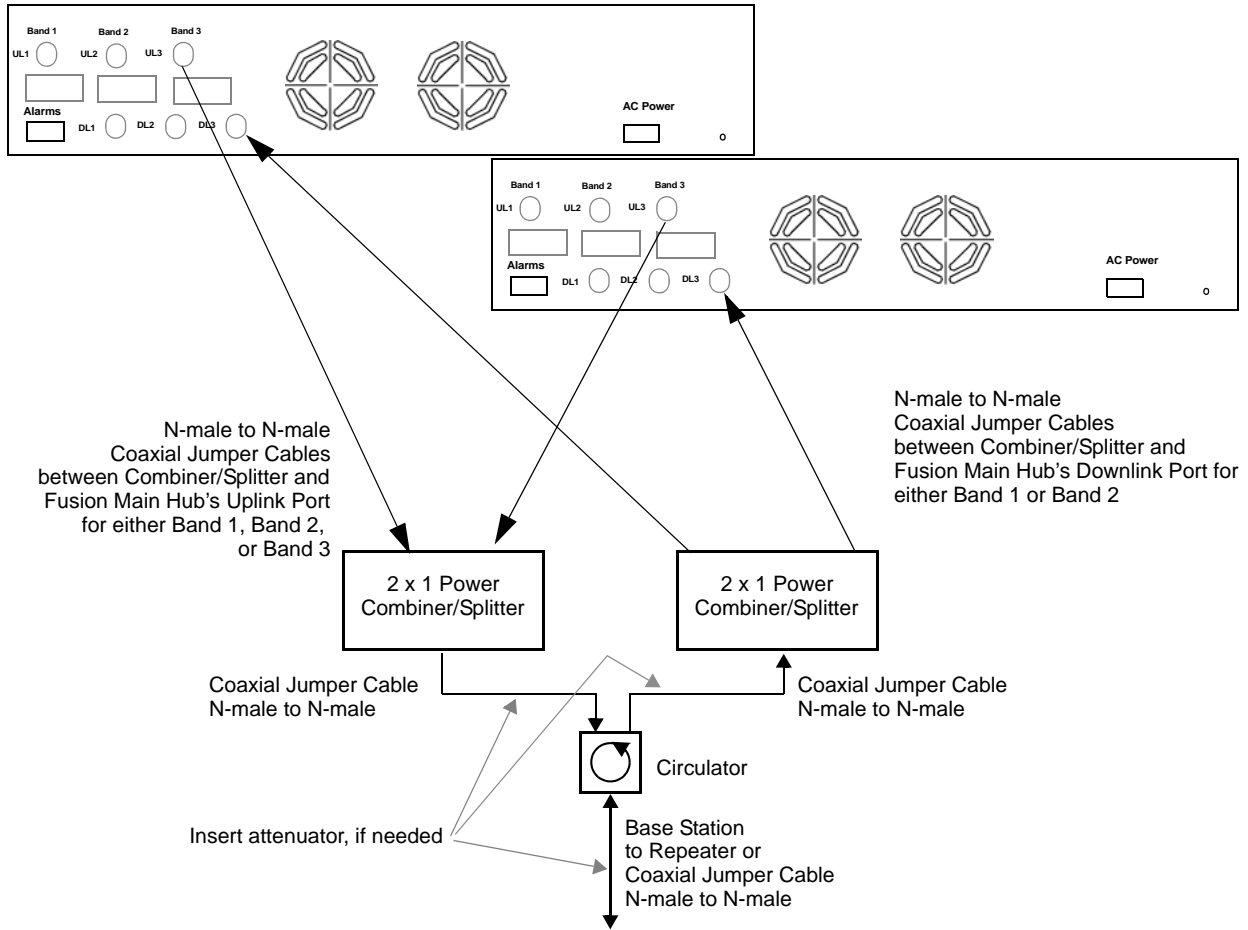 Band 1
Band 2
Band 3
UL1
UL2
UL3
Alarms
DL1
DL2
DL3
AC Power
Band 1
Band 2
Band 3
UL1
UL2
UL3
Alarms
DL1
DL2
DL3
AC Power
N-male to N-male
Coaxial Jumper Cables
between Combiner/Splitter and
Fusion Main Hub's Uplink Port
for either Band 1, Band 2,
or Band 3
N-male to N-male
Coaxial Jumper Cables
between Combiner/Splitter and
Fusion Main Hub's Downlink Port for
either Band 1 or Band 2
2 x 1 Power
Combiner/Splitter
2 x 1 Power
Combiner/Splitter
Coaxial Jumper Cable
N-male to N-male
Coaxial Jumper Cable
N-male to N-male
Circulator
Insert attenuator, if needed
Base Station
to Repeater or
Coaxial Jumper Cable
N-male to N-male